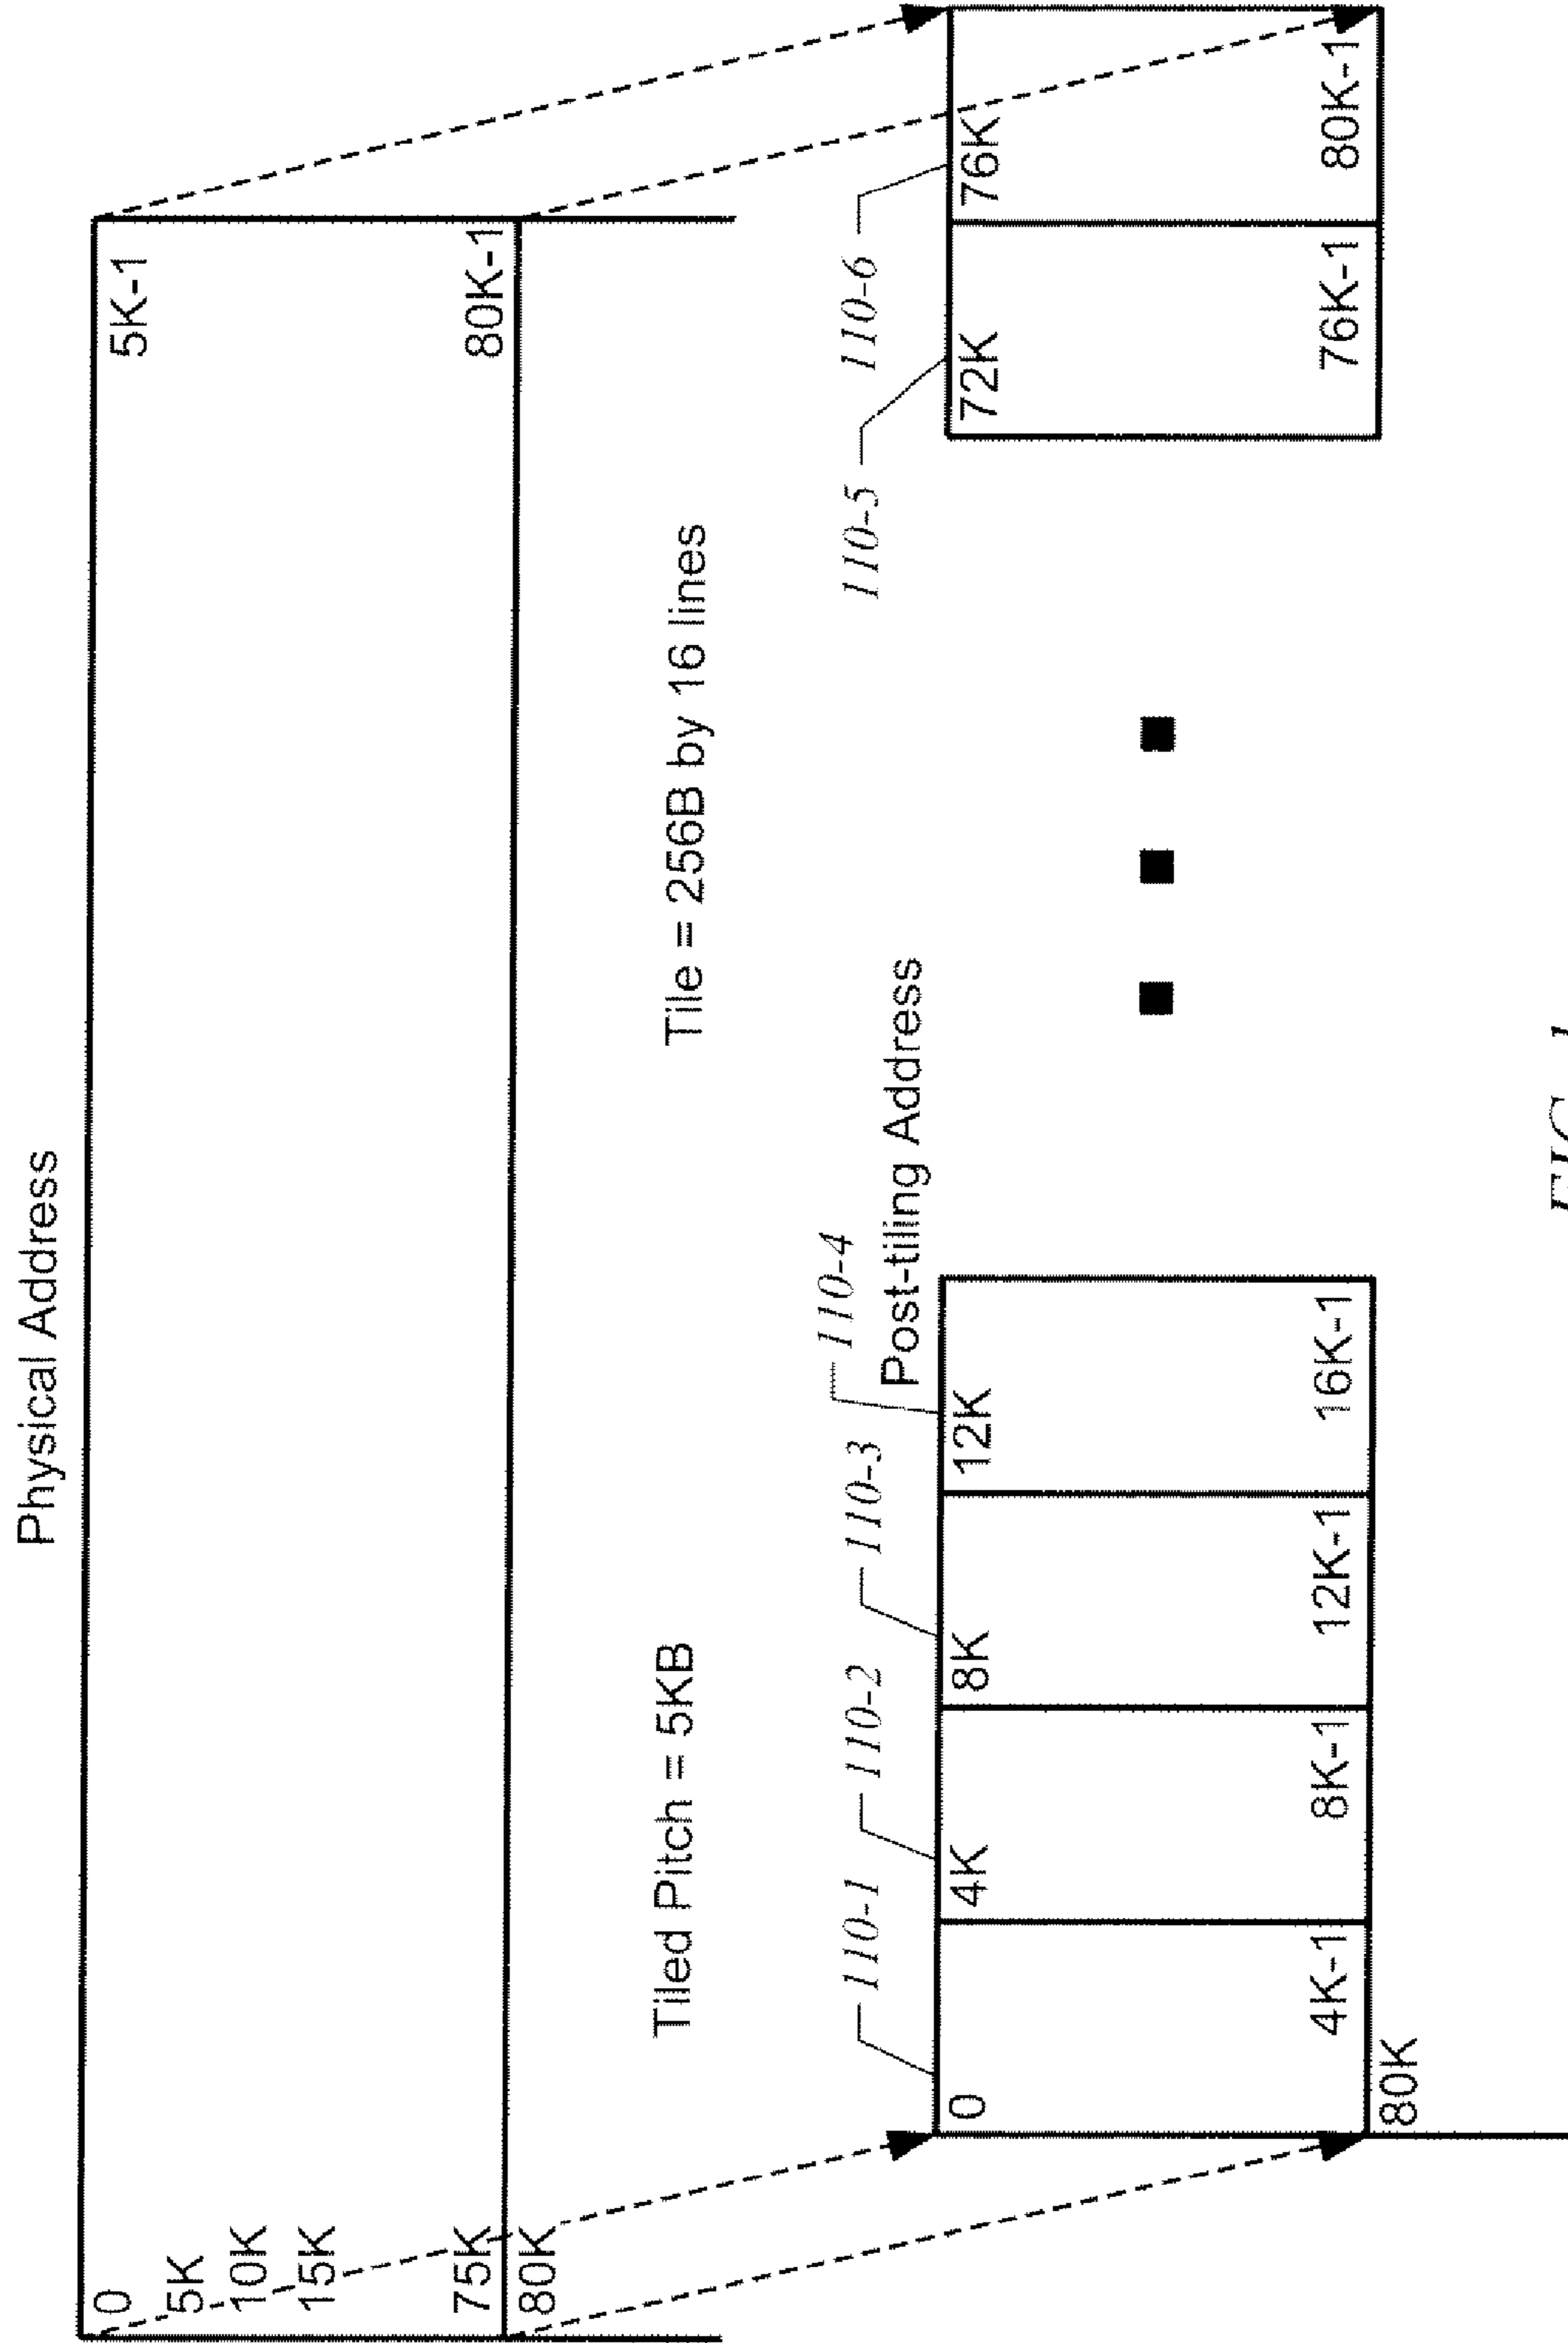 Physical Address
0
5K-1
5K
10K
15K
75K
80K-1
80K
Tiled Pitch = 5KB
Tile = 256B by 16 lines
110-1
110-2
110-3
110-4
110-5
110-6
Post-tiling Address
0
4K
8K
12K
72K
76K
4K-1
8K-1
12K-1
16K-1
76K-1
80K-1
80K
FIG. 1